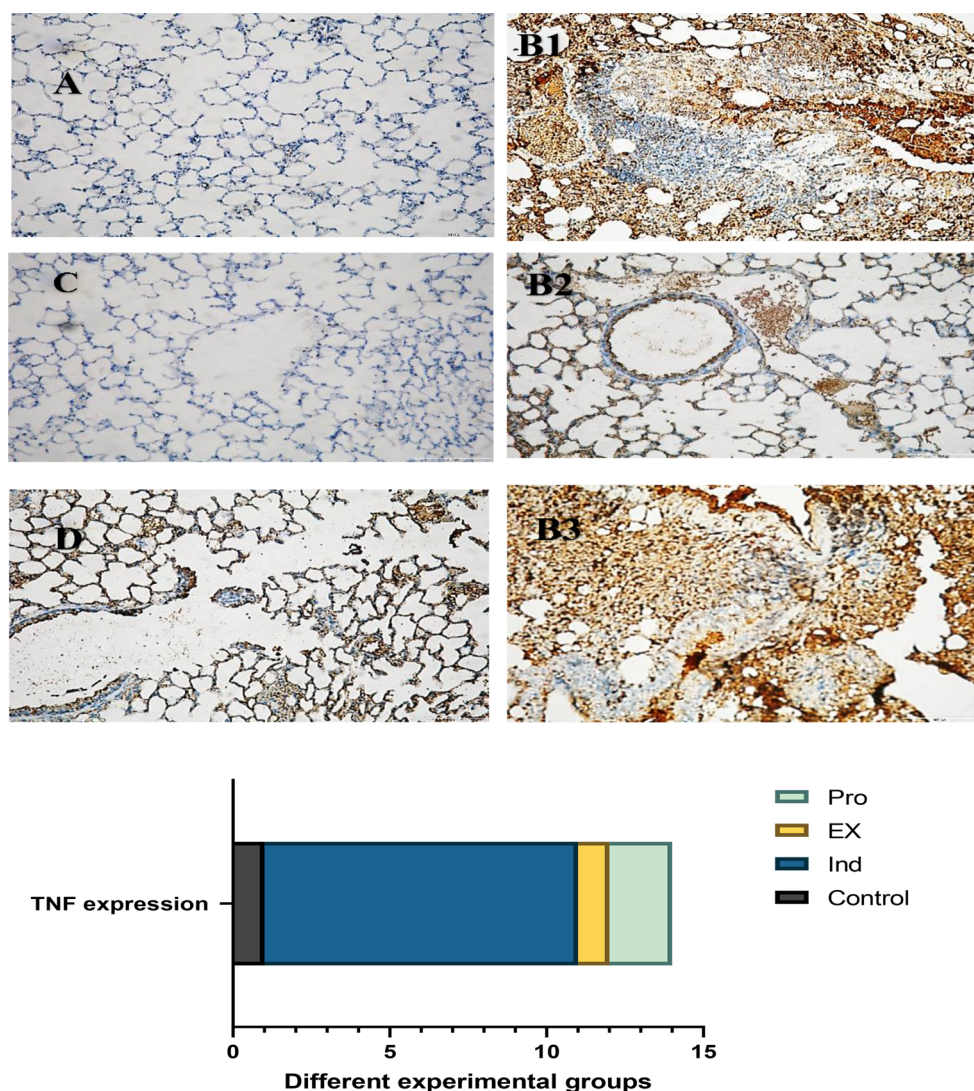 A
B1
C
B2
D
B3
Pro
EX
Ind
Control
TNF expression
0
5
10
15
Different experimental groups